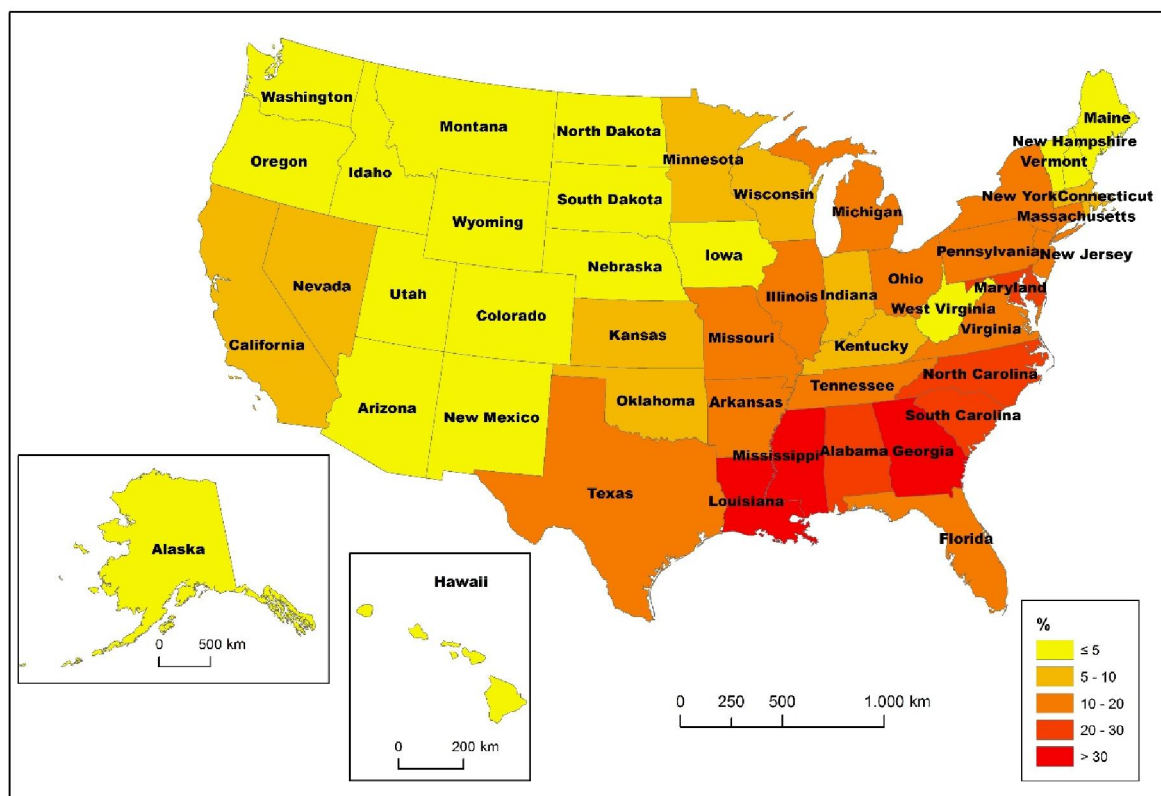 Washington
Montana
North Dakota
Minnesota
Maine
New Hampshire
Vermont
Oregon
Idaho
South Dakota
Wisconsin
Michigan
New York
Connecticut
Massachusetts
Wyoming
Nebraska
Iowa
Pennsylvania
New Jersey
Nevada
Utah
Colorado
Illinois
Indiana
Ohio
Maryland
West Virginia
Virginia
California
Kansas
Missouri
Kentucky
Arizona
New Mexico
Oklahoma
Arkansas
Tennessee
North Carolina
South Carolina
Mississippi
Alabama
Georgia
Texas
Louisiana
Florida
Alaska
0 500 km
Hawaii
0 200 km
0 250 500 1.000 km
%
≤ 5
5 - 10
10 - 20
20 - 30
> 30